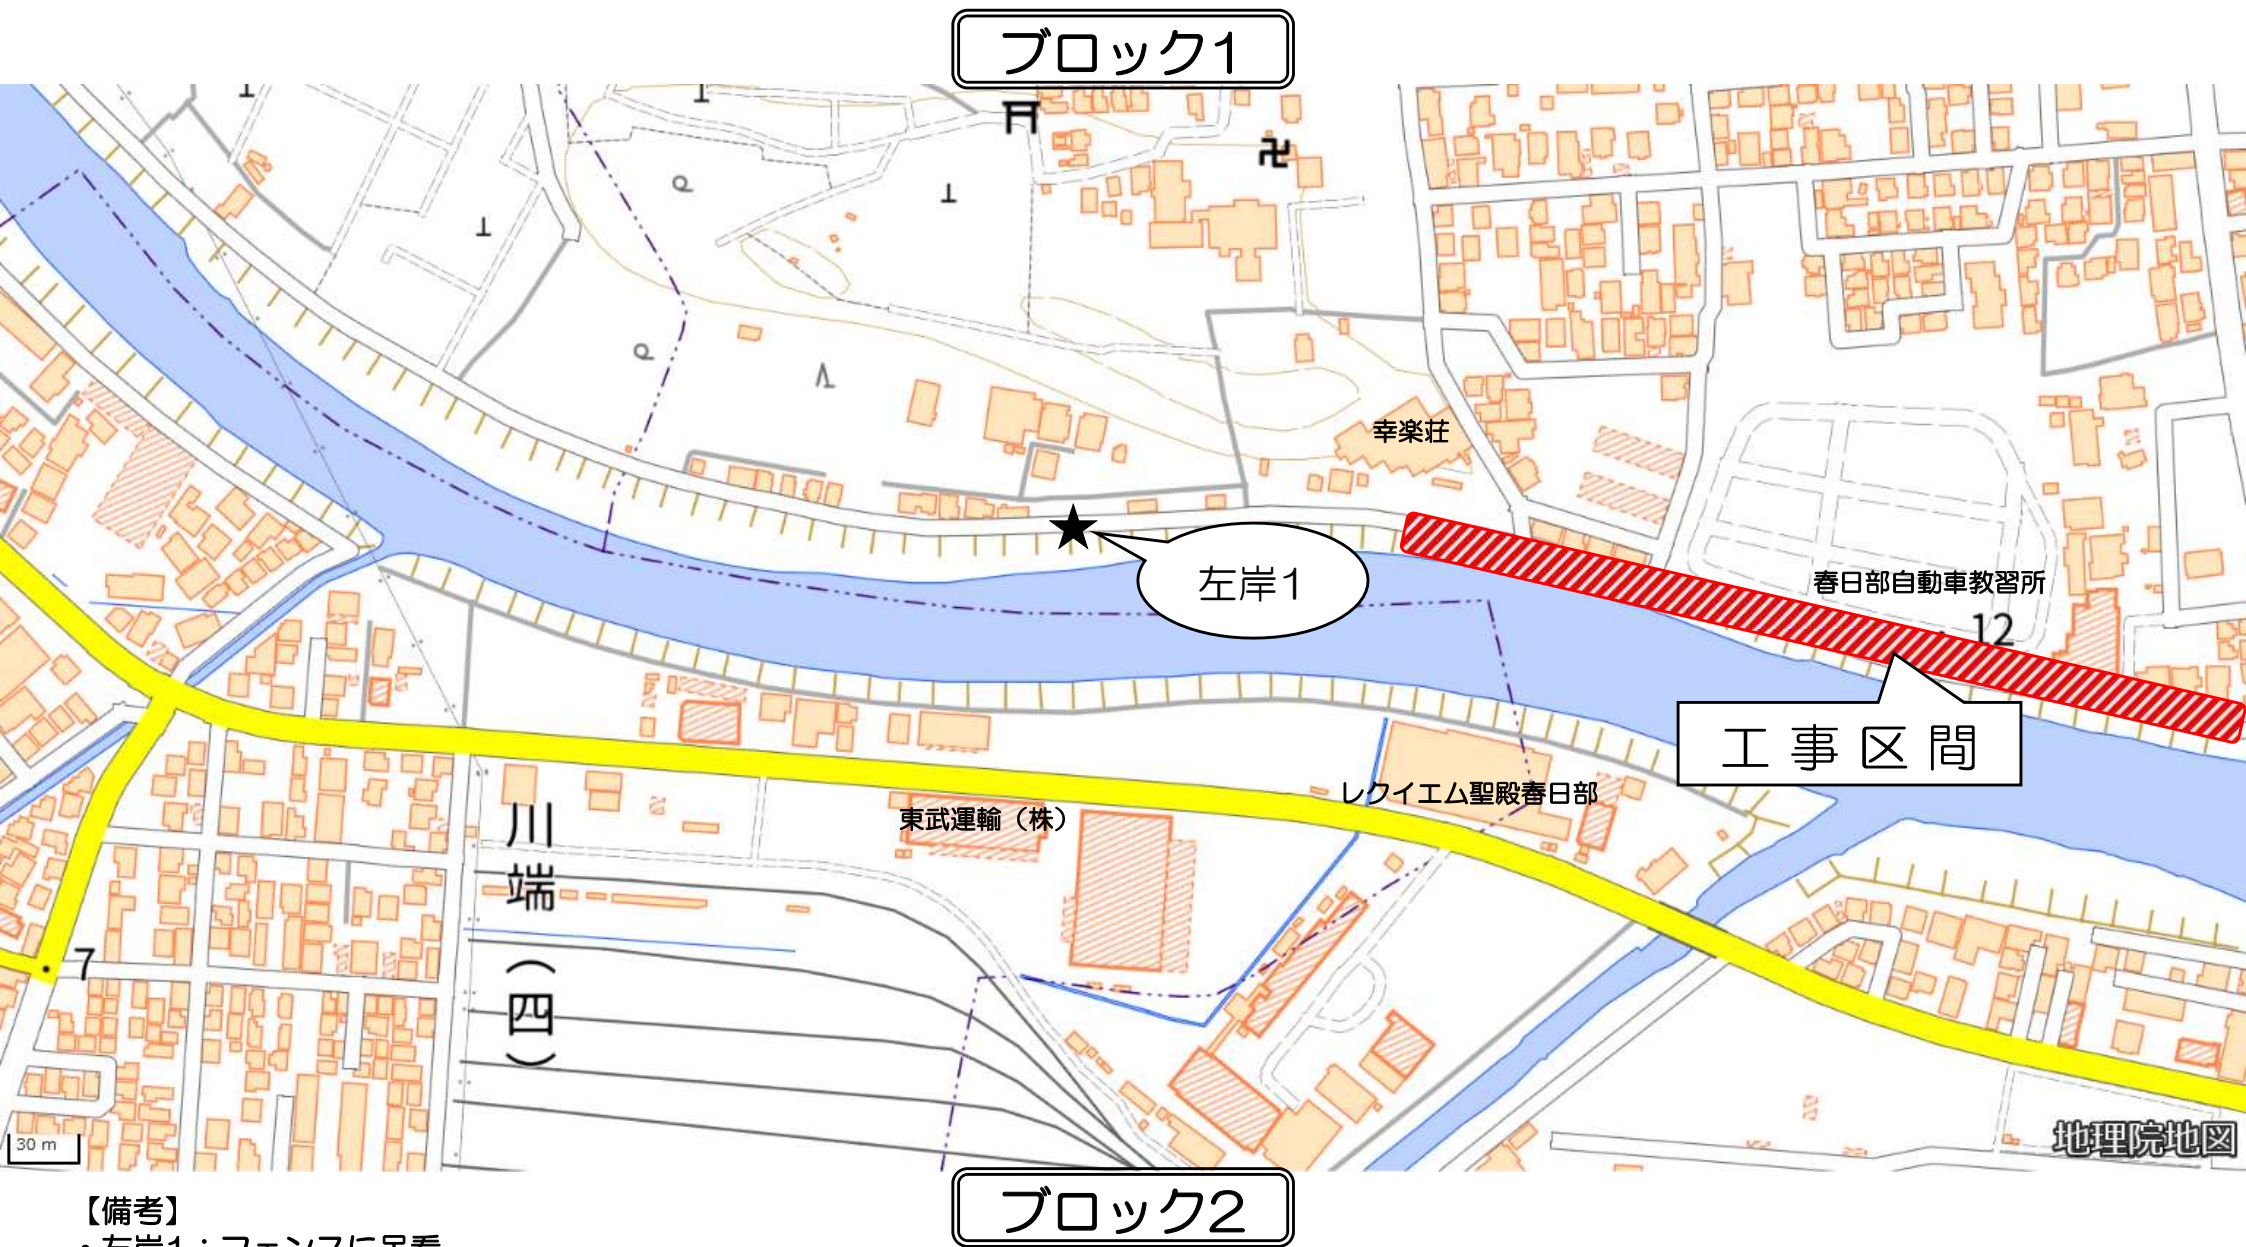 ブロック1
幸楽荘
左岸1
春日部自動車教習所
12
工事区間
レクイエム聖殿春日部
東武運輸（株）
川端（四）
7
30 m
地理院地図
ブロック2
【備考】